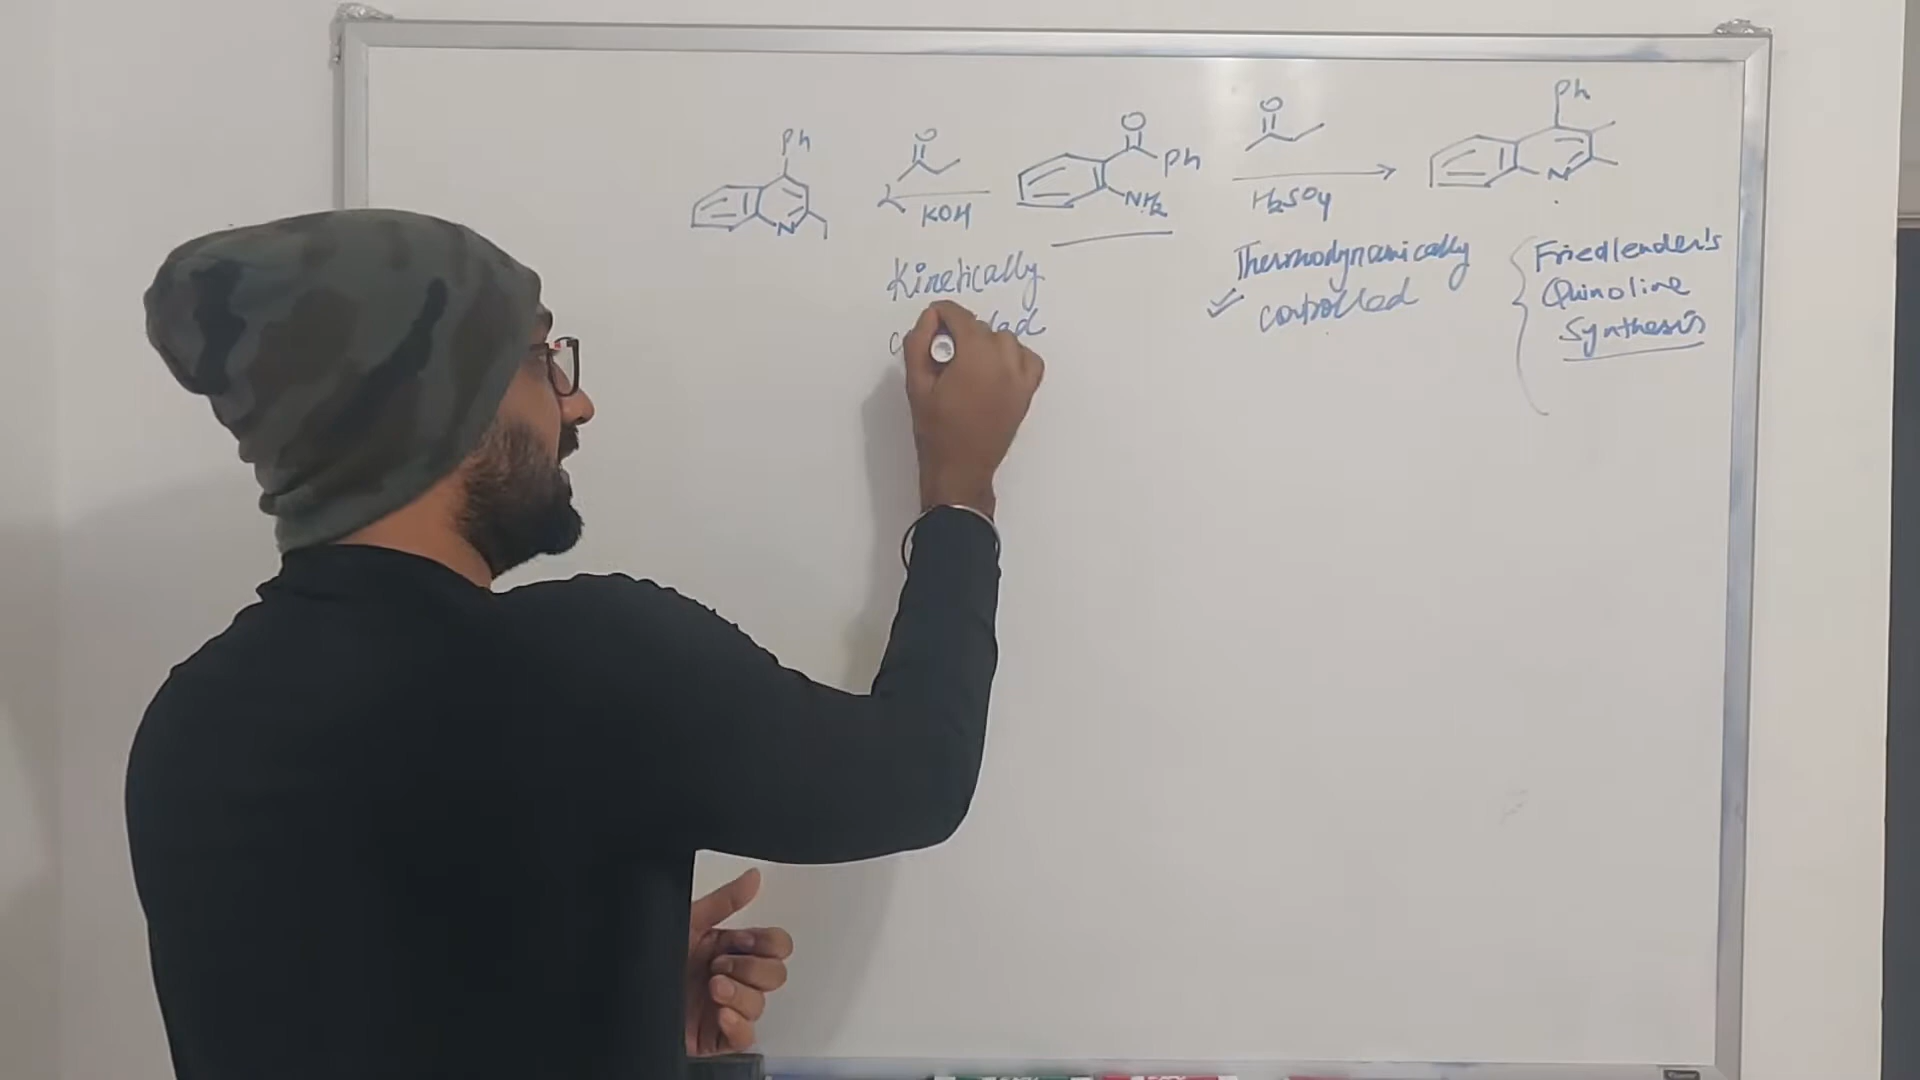 Ph
N
O
KOH
Kinetically
O
Ph
NH2
O
H2SO4
Thermodynamically
controlled
Ph
N
Friedlender's
Quinoline
Synthesis